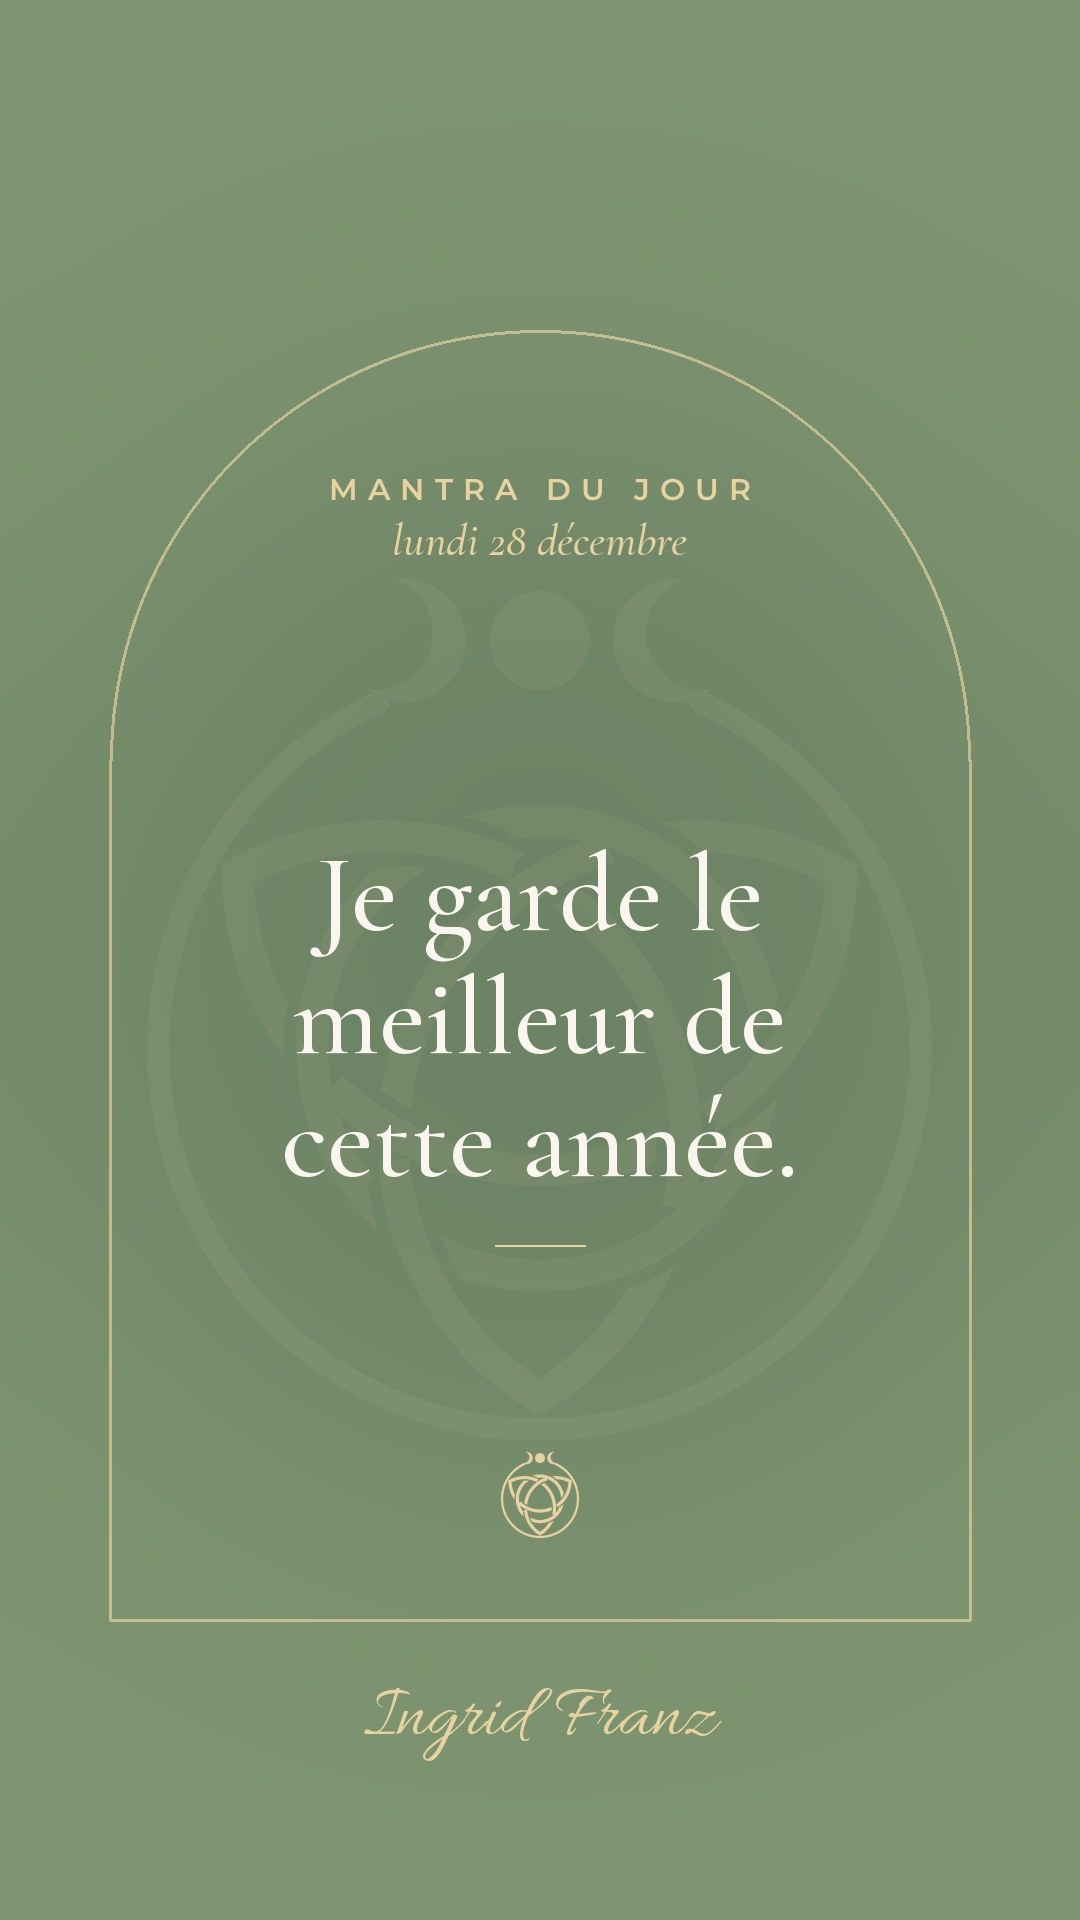 MANTRA DU JOUR
lundi 28 décembre
Je garde le
meilleur de
cette année.
Ingrid Franz